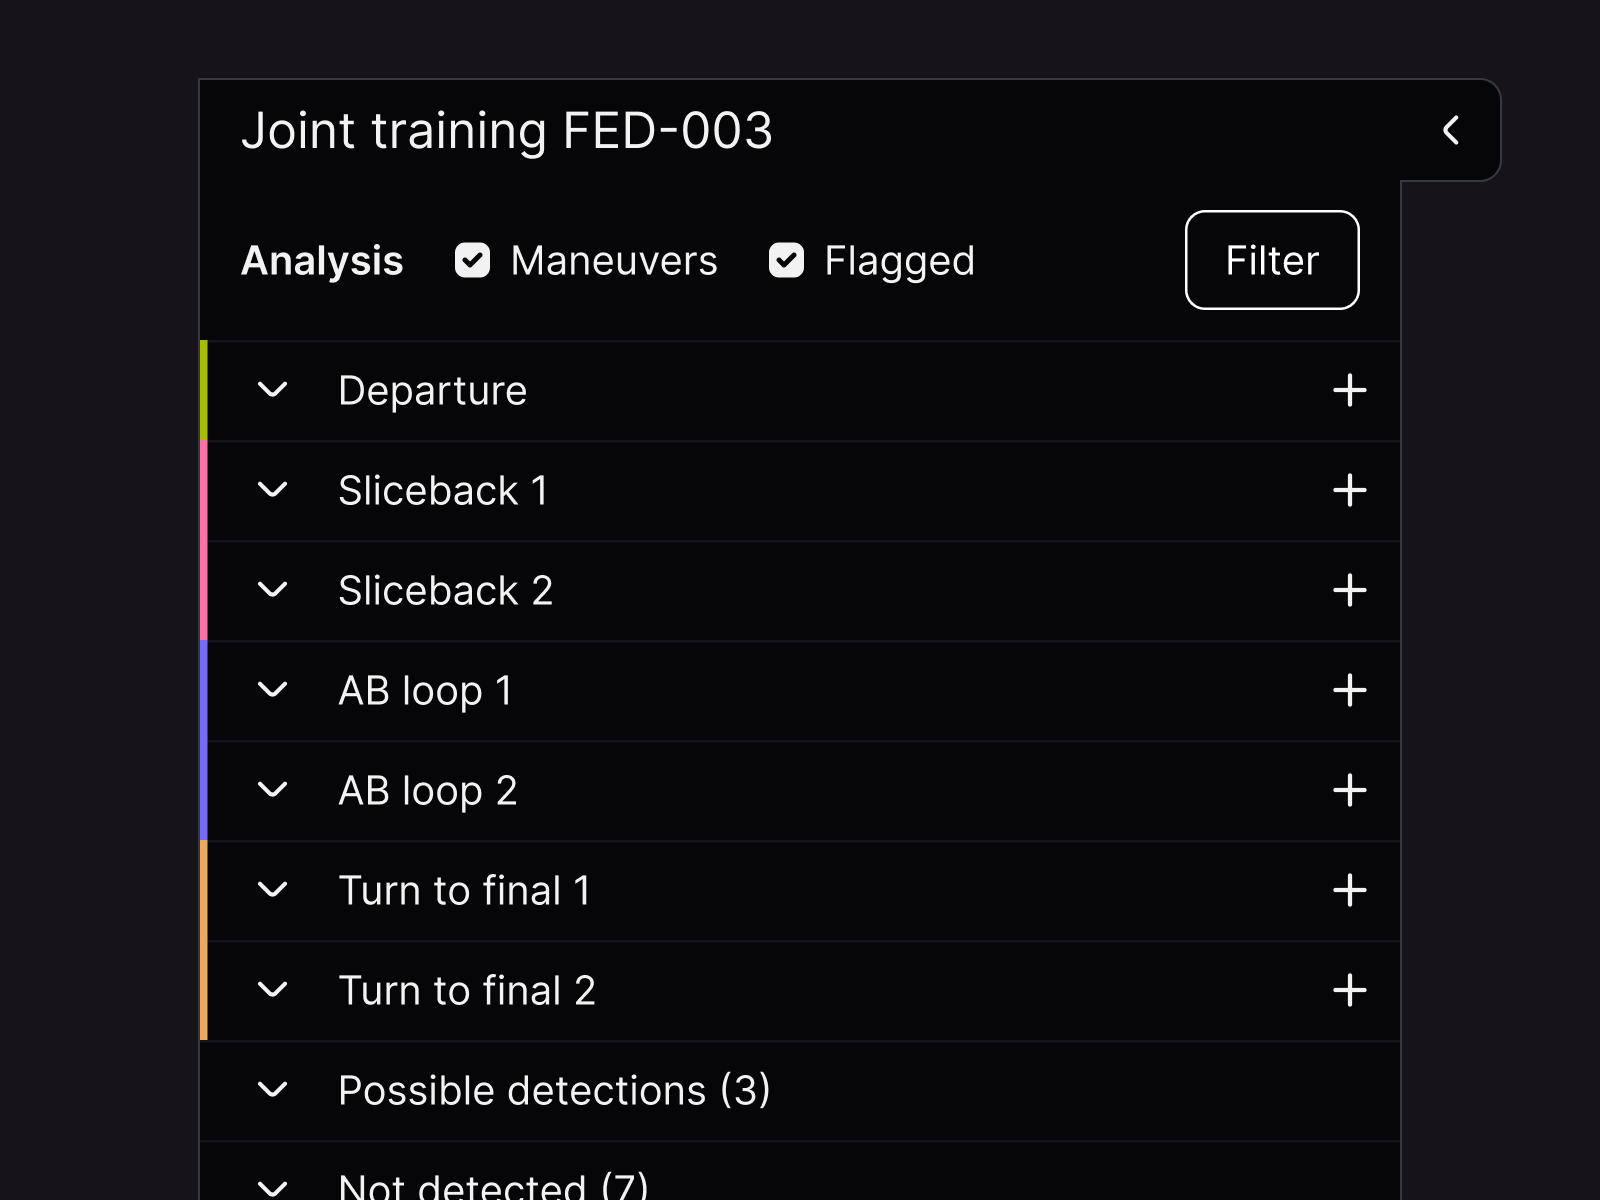 Joint training FED-003
Analysis Maneuvers Flagged Filter
Departure
Sliceback 1
Sliceback 2
AB loop 1
AB loop 2
Turn to final 1
Turn to final 2
Possible detections (3)
Not detected (7)